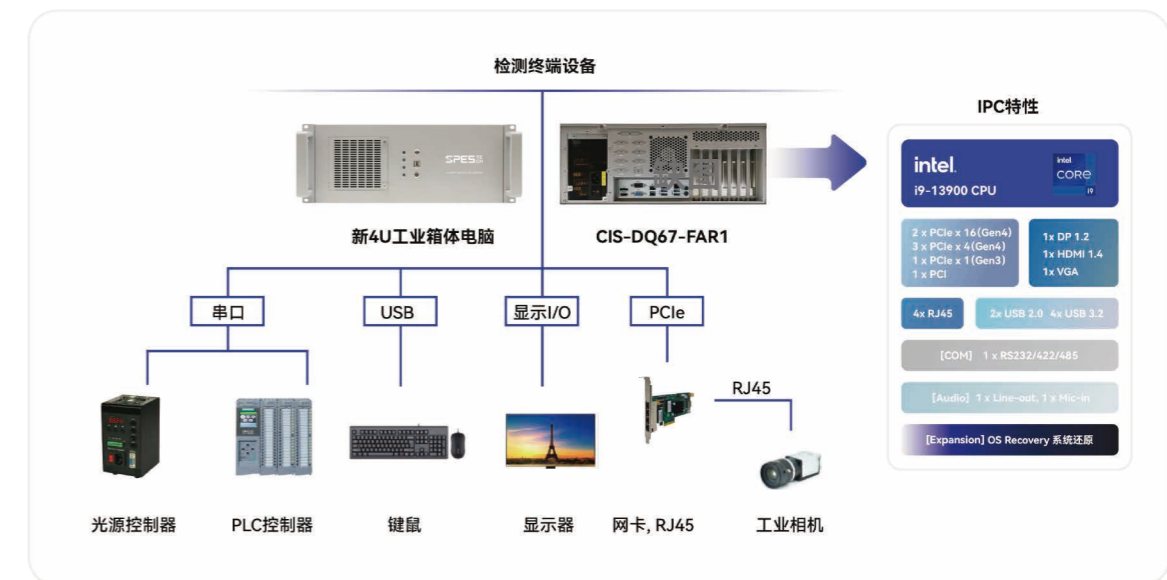 检测终端设备
SPES
新4U工业箱体电脑
CIS-DQ67-FAR1
串口
USB
显示I/O
PCIe
RJ45
光源控制器
PLC控制器
键鼠
显示器
网卡, RJ45
工业相机
IPC特性
intel.
i9-13900 CPU
intel
CORE
i9
2 x PCIe x 16(Gen4)
3 x PCIe x 4(Gen4)
1 x PCIe x 1(Gen3)
1 x PCI
1x DP 1.2
1x HDMI 1.4
1x VGA
4x RJ45
2x USB 2.0 4x USB 3.2
[COM] 1 x RS232/422/485
[Audio] 1 x Line-out, 1 x Mic-in
[Expansion] OS Recovery 系统还原